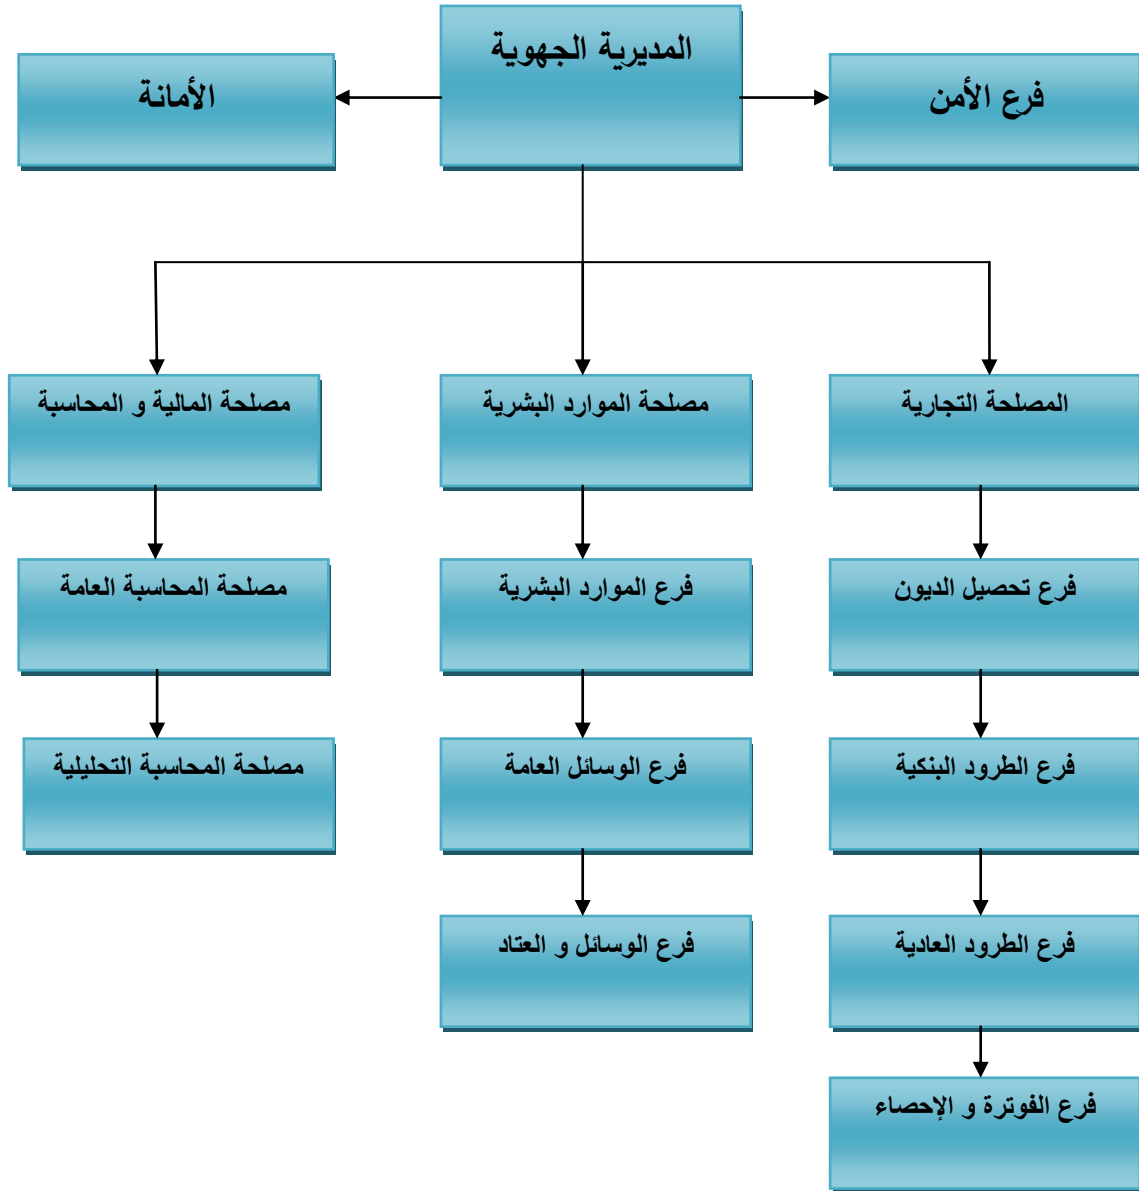 المديرية الجهوية
فرع الأمن
الأمانة
المصلحة التجارية
مصلحة الموارد البشرية
مصلحة المالية و المحاسبة
فرع تحصيل الديون
فرع الموارد البشرية
مصلحة المحاسبة العامة
فرع الطرود البنكية
فرع الوسائل العامة
مصلحة المحاسبة التحليلية
فرع الطرود العادية
فرع الوسائل و العتاد
فرع الفوترة و الإحصاء